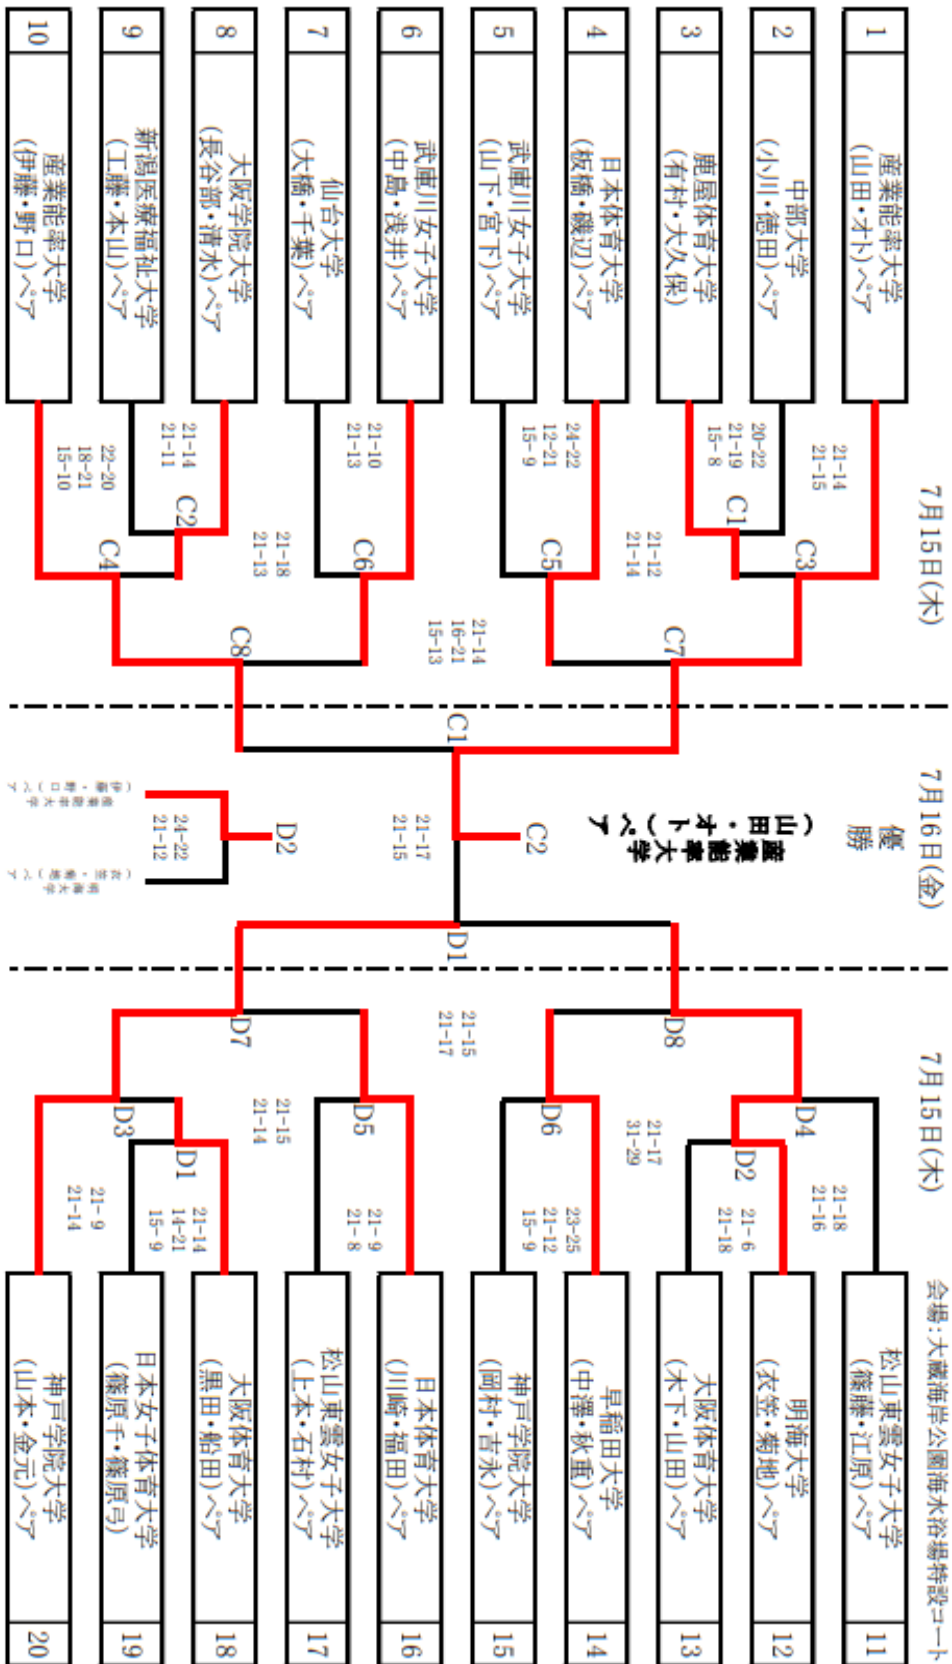 会場:大蔵海岸公園海水浴場特設コート
7月15日(木)
7月16日(金)
7月15日(木)
1
産業能率大学
(山田・オト)ペア
2
中部大学
(小川・徳田)ペア
3
鹿屋体育大学
(有村・大久保)
4
日本体育大学
(板橋・磯辺)ペア
5
武庫川女子大学
(山下・宮下)ペア
6
武庫川女子大学
(中島・浅井)ペア
7
仙台大学
(大橋・千葉)ペア
8
大阪学院大学
(長谷部・清水)ペア
9
新潟医療福祉大学
(工藤・本山)ペア
10
産業能率大学
(伊藤・野口)ペア
21-14
21-15
C3
20-22
21-19
15-8
C1
21-12
21-14
C7
24-22
12-21
15-9
C5
21-14
16-21
15-13
21-10
21-13
C6
21-18
21-13
C8
21-14
21-11
C2
22-20
18-21
15-10
C4
C1
優
勝
産業能率大学
(山田・オト)ペア
C2
21-17
21-15
D2
24-22
21-12
明海大学
(衣笠・菊地)ペア
産業能率大学
(伊藤・野口)ペア
D1
D8
D4
21-18
21-16
D2
21-6
21-18
21-17
31-29
D6
23-25
21-12
15-9
21-15
21-17
D5
21-9
21-8
D7
21-15
21-14
D1
21-14
14-21
15-9
D3
21-9
21-14
松山東雲女子大学
(篠藤・江原)ペア
11
明海大学
(衣笠・菊地)ペア
12
大阪体育大学
(木下・山田)ペア
13
早稲田大学
(中澤・秋重)ペア
14
神戸学院大学
(岡村・吉永)ペア
15
日本体育大学
(川崎・福田)ペア
16
松山東雲女子大学
(上本・石村)ペア
17
大阪体育大学
(黒田・船田)ペア
18
日本女子体育大学
(篠原千・篠原弓)
19
神戸学院大学
(山本・金元)ペア
20